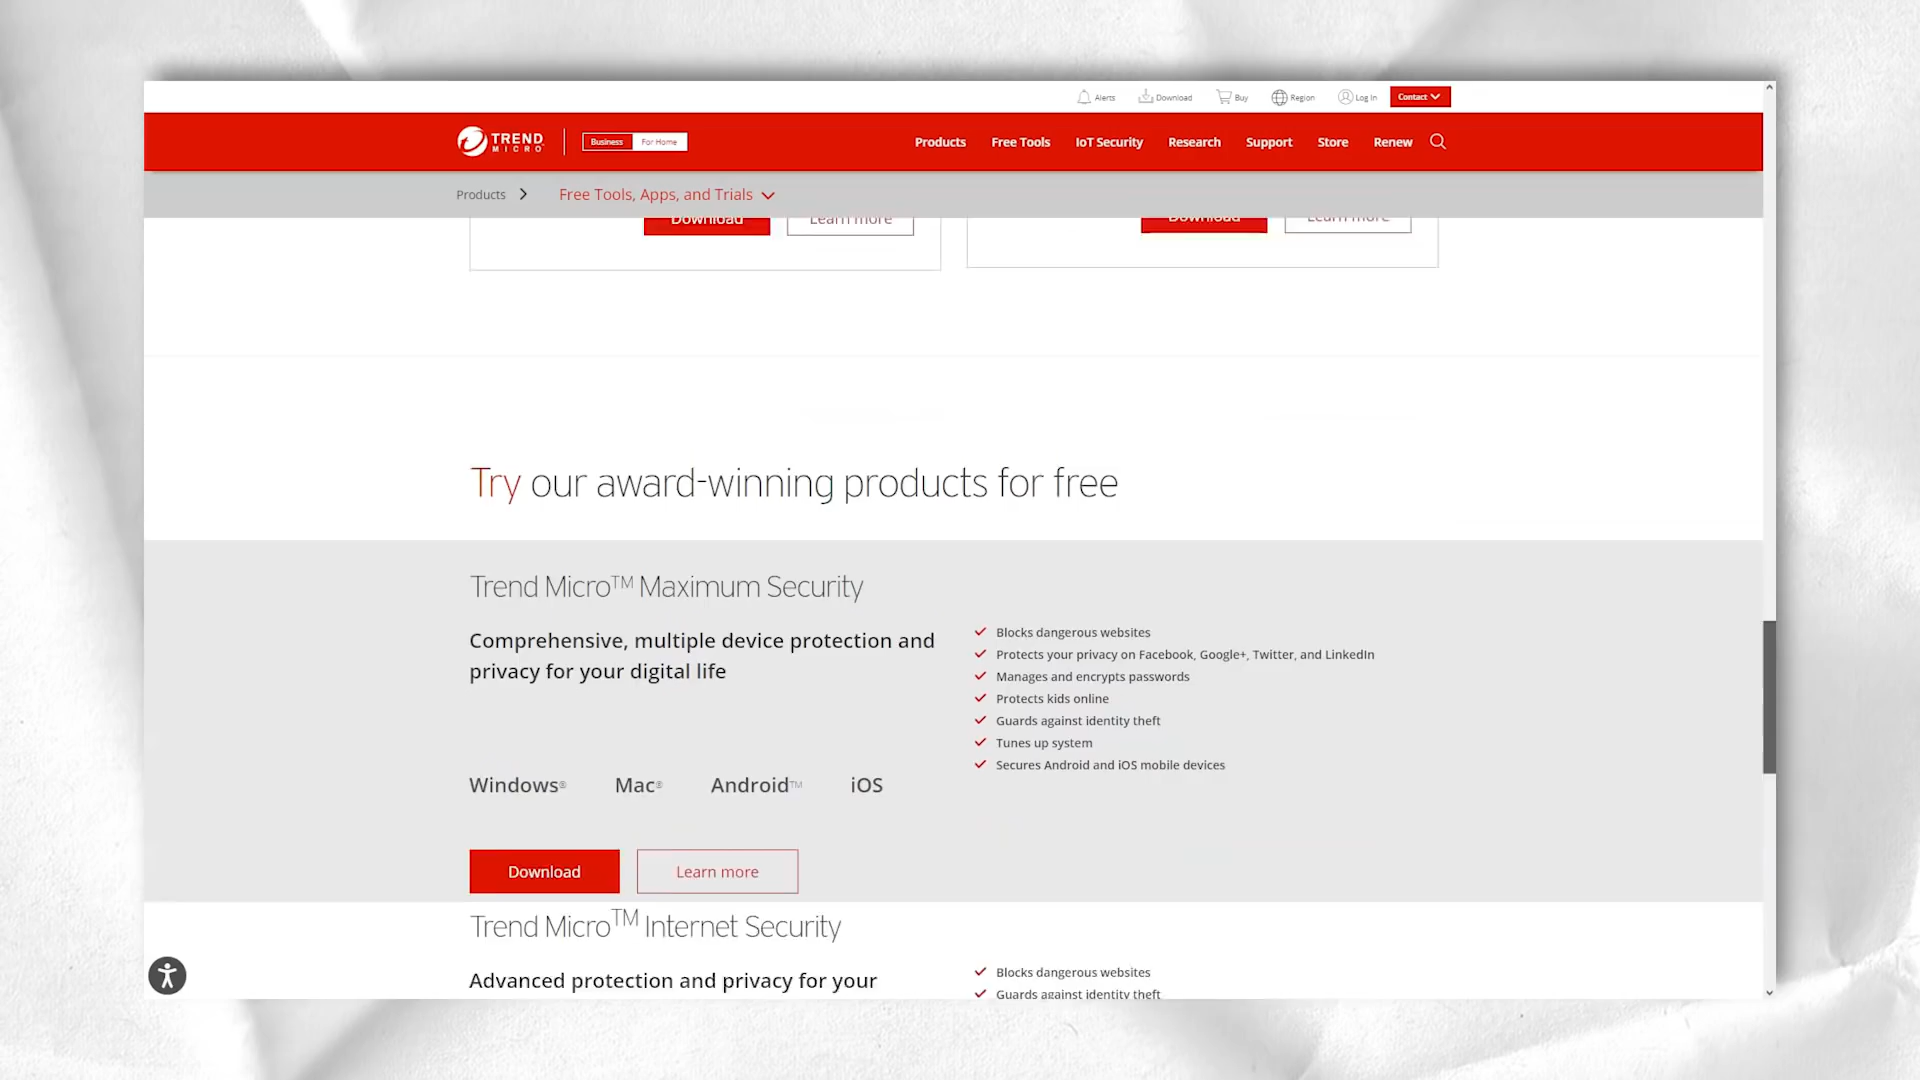 Alerts Download Buy Region Log In Contact
TREND MICRO Business For Home Products Free Tools IoT Security Research Support Store Renew
Products Free Tools, Apps, and Trials
Download Learn more Download Learn more
Try our award-winning products for free
Trend Micro™ Maximum Security
Comprehensive, multiple device protection and
privacy for your digital life
Blocks dangerous websites
Protects your privacy on Facebook, Google+, Twitter, and LinkedIn
Manages and encrypts passwords
Protects kids online
Guards against identity theft
Tunes up system
Secures Android and iOS mobile devices
Windows® Mac® Android™ iOS
Download Learn more
Trend Micro™ Internet Security
Advanced protection and privacy for your
Blocks dangerous websites
Guards against identity theft